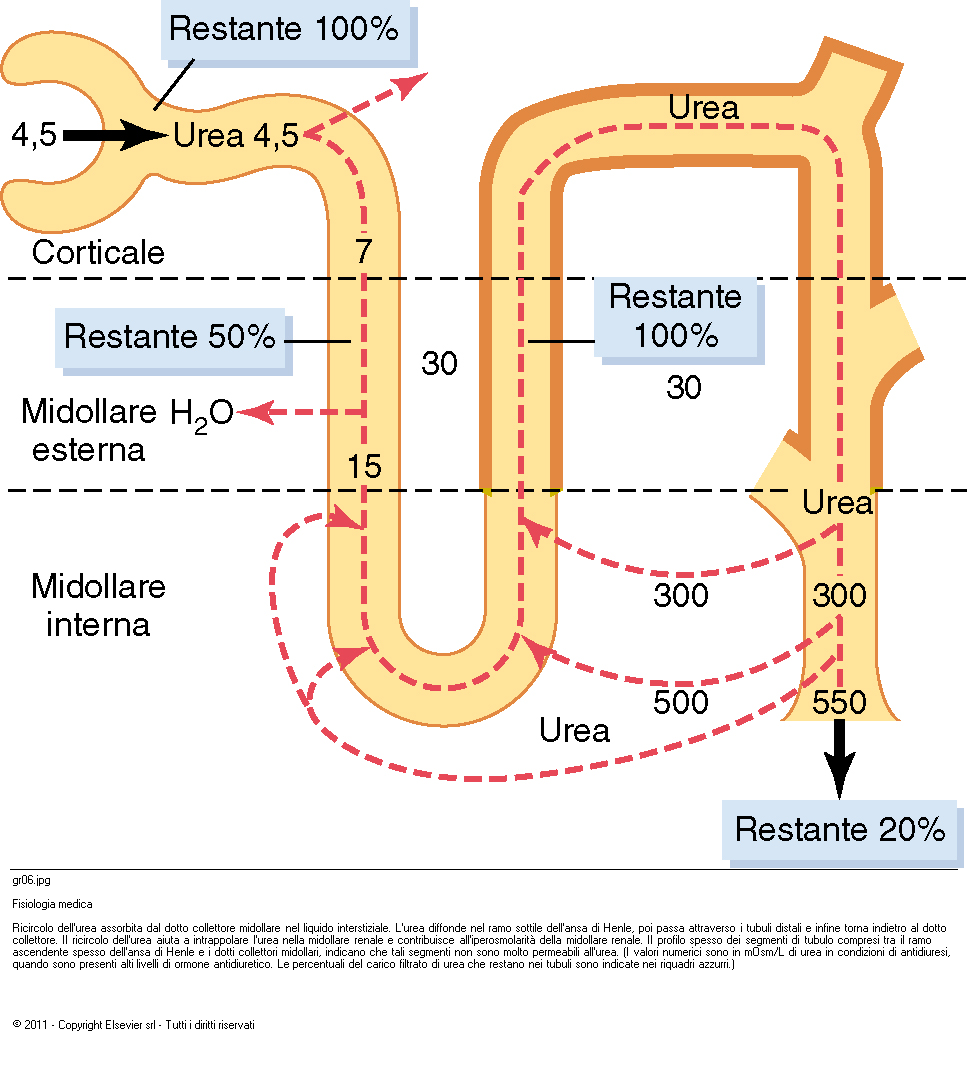 Restante 100%
4,5
Urea 4,5
Urea
Corticale
7
Restante 50%
30
Restante
100%
30
Midollare
esterna
H2O
15
Urea
Midollare
interna
300
300
500
550
Urea
Restante 20%
gr06.jpg
Fisiologia medica
Ricircolo dell'urea assorbita dal dotto collettore midollare nel liquido interstiziale. L'urea diffonde nel ramo sottile dell'ansa di Henle, poi passa attraverso i tubuli distali e infine torna indietro al dotto
collettore. Il ricircolo dell'urea aiuta a intrappolare l'urea nella midollare renale e contribuisce all'iperosmolarità della midollare renale. Il profilo spesso dei segmenti di tubulo compresi tra il ramo
ascendente spesso dell'ansa di Henle e i dotti collettori midollari, indicano che tali segmenti non sono molto permeabili all'urea. (I valori numerici sono in mOsm/L di urea in condizioni di antidiuresi,
quando sono presenti alti livelli di ormone antidiuretico. Le percentuali del carico filtrato di urea che restano nei tubuli sono indicate nei riquadri azzurri.)
© 2011 - Copyright Elsevier srl - Tutti i diritti riservati